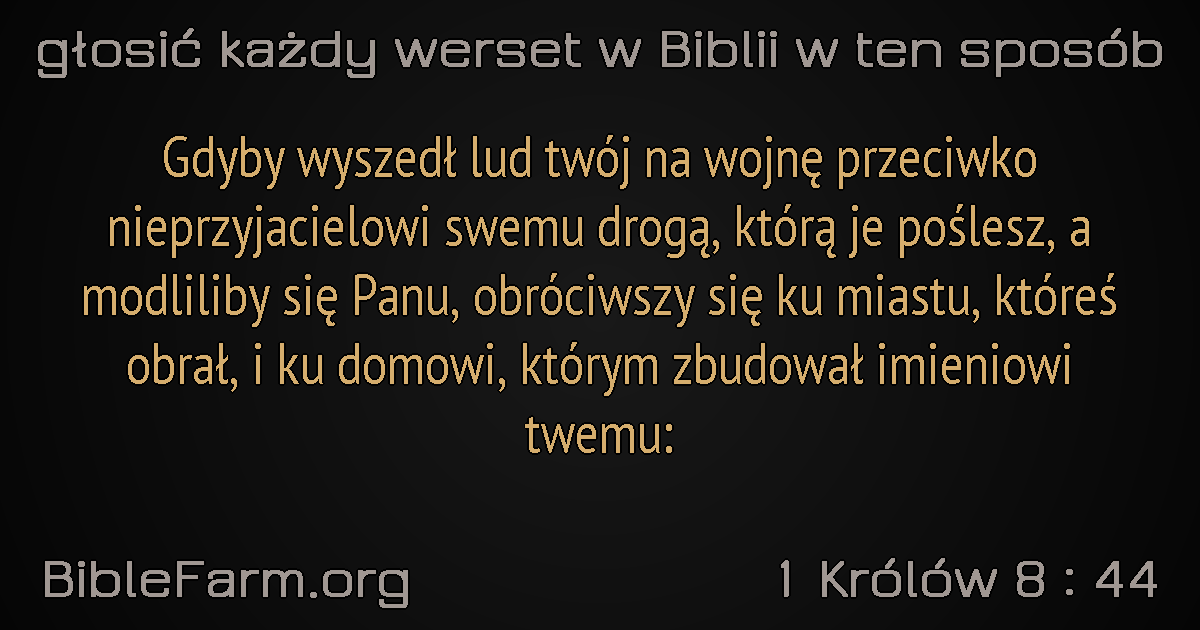 głosić każdy werset w Biblii w ten sposób
Gdyby wyszedł lud twój na wojnę przeciwko
nieprzyjacielowi swemu drogą, którą je poślesz, a
modliliby się Panu, obróciwszy się ku miastu, któreś
obrał, i ku domowi, którym zbudował imieniowi
twemu:
BibleFarm.org
1 Królów 8 : 44